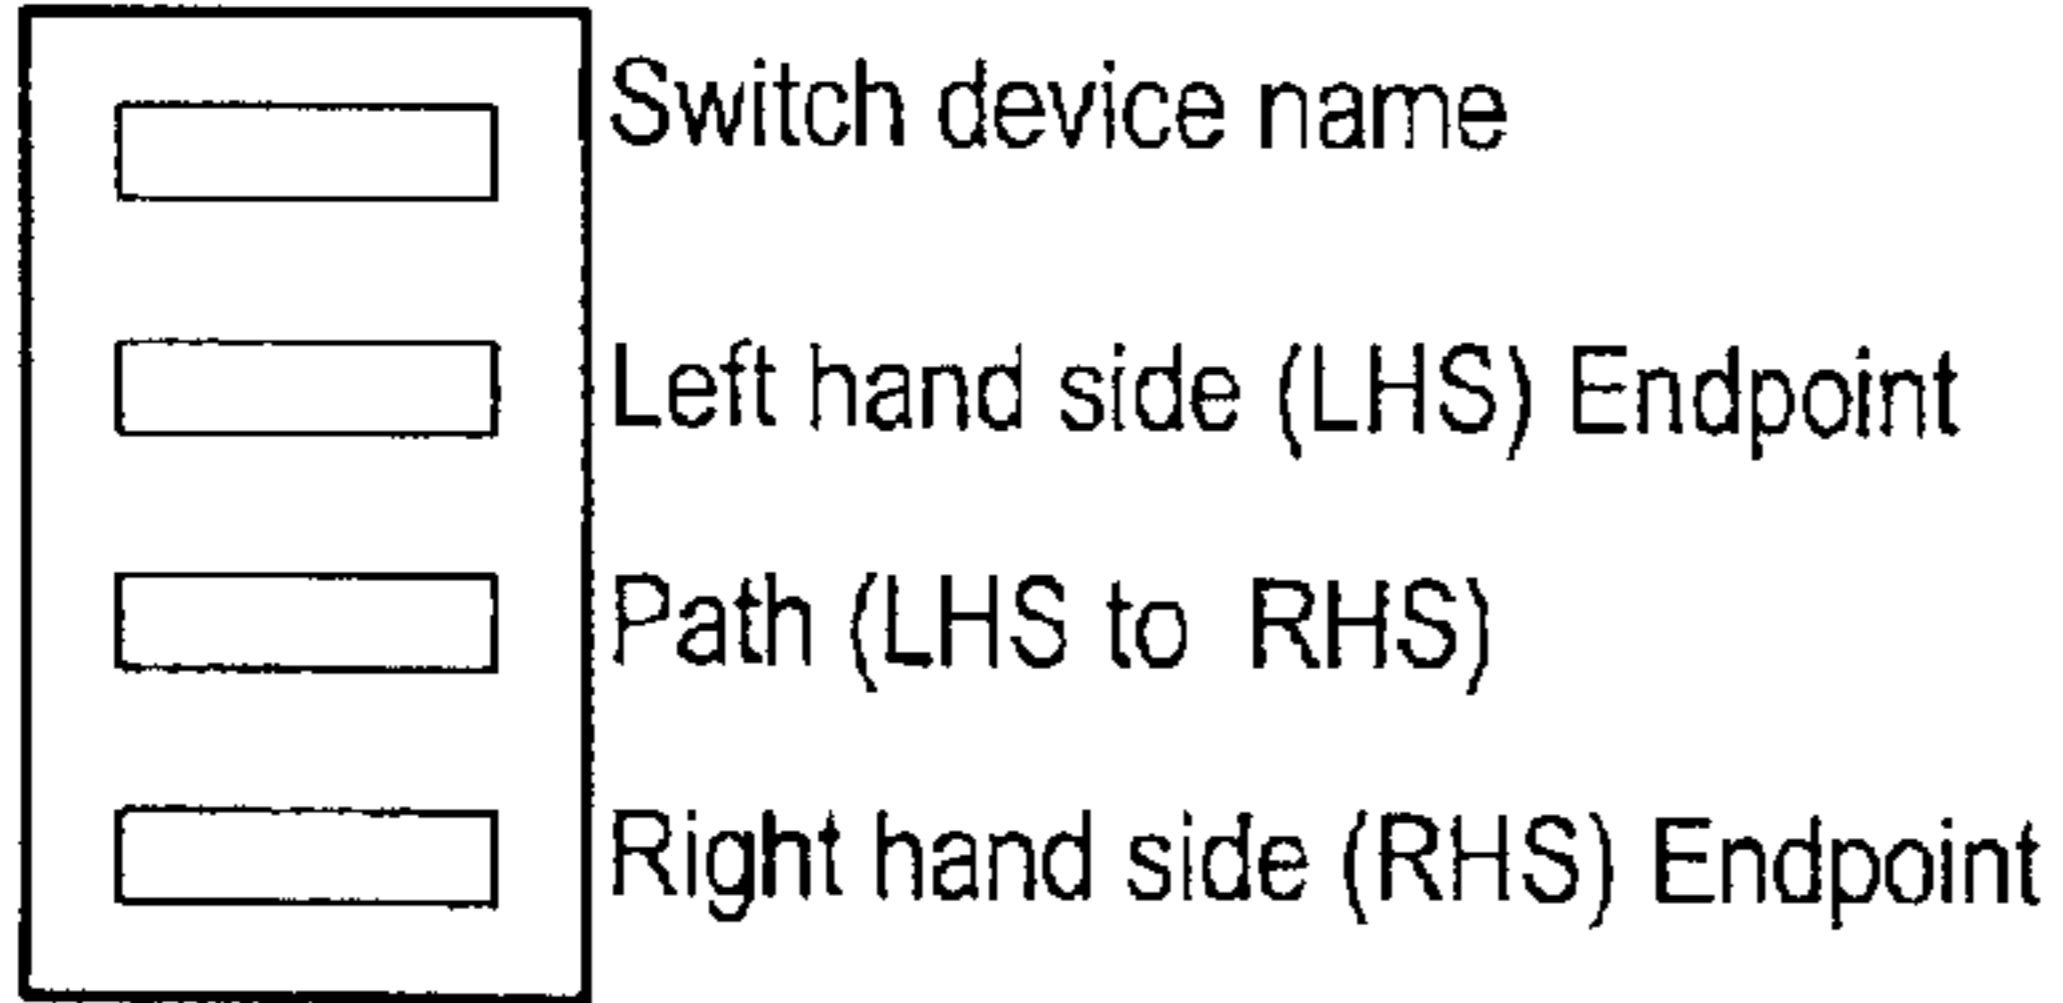 Switch device name
Left hand side (LHS) Endpoint
Path (LHS to RHS)
Right hand side (RHS) Endpoint